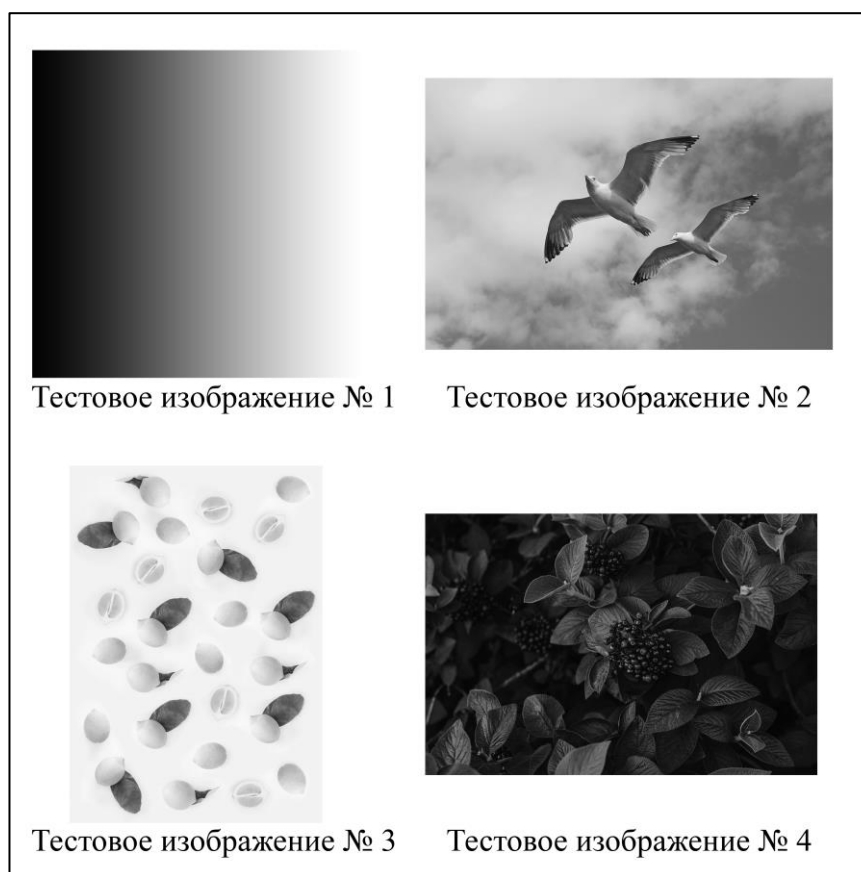 Тестовое изображение № 1
Тестовое изображение № 2
Тестовое изображение № 3
Тестовое изображение № 4